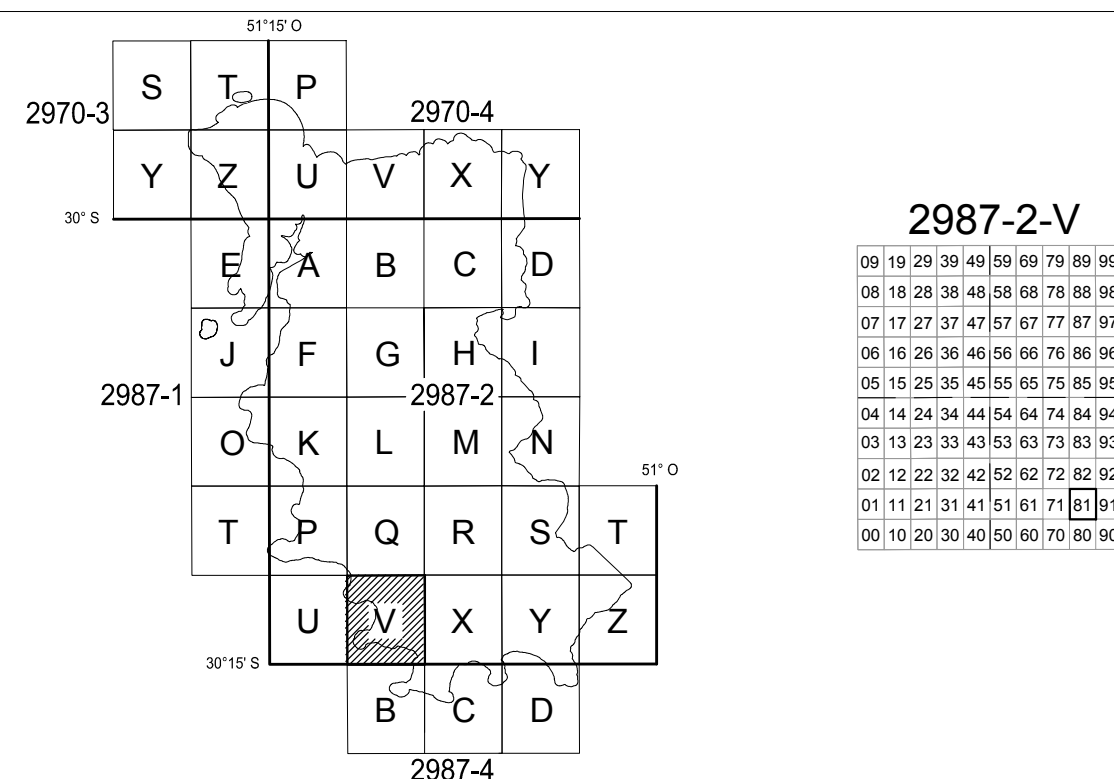 51°15' O
S T P
2970-3 2970-4
Y Z U V X Y
30° S
E A B C D
J F G H I
2987-1 2987-2
O K L M N
51° O
T P Q R S T
U V X Y Z
30°15' S
B C D
2987-4
2987-2-V
09 19 29 39 49 59 69 79 89 99
08 18 28 38 48 58 68 78 88 98
07 17 27 37 47 57 67 77 87 97
06 16 26 36 46 56 66 76 86 96
05 15 25 35 45 55 65 75 85 95
04 14 24 34 44 54 64 74 84 94
03 13 23 33 43 53 63 73 83 93
02 12 22 32 42 52 62 72 82 92
01 11 21 31 41 51 61 71 81 91
00 10 20 30 40 50 60 70 80 90